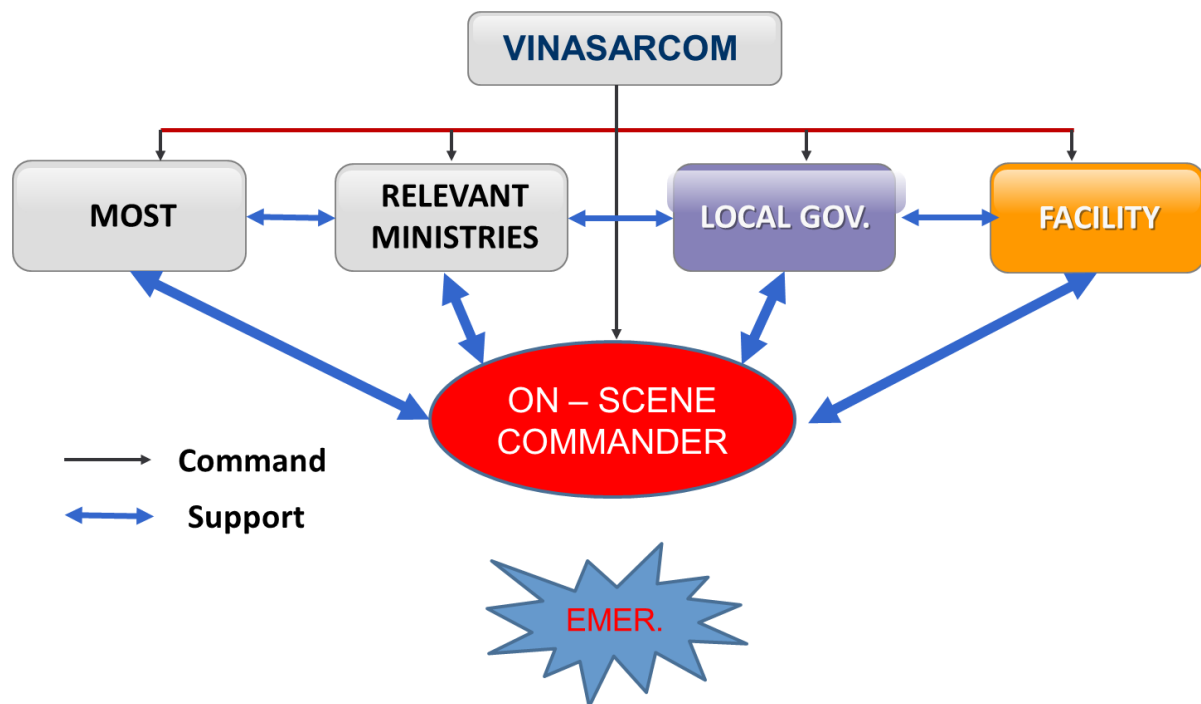 VINASARCOM
MOST
RELEVANT
MINISTRIES
LOCAL GOV.
FACILITY
ON – SCENE
COMMANDER
Command
Support
EMER.